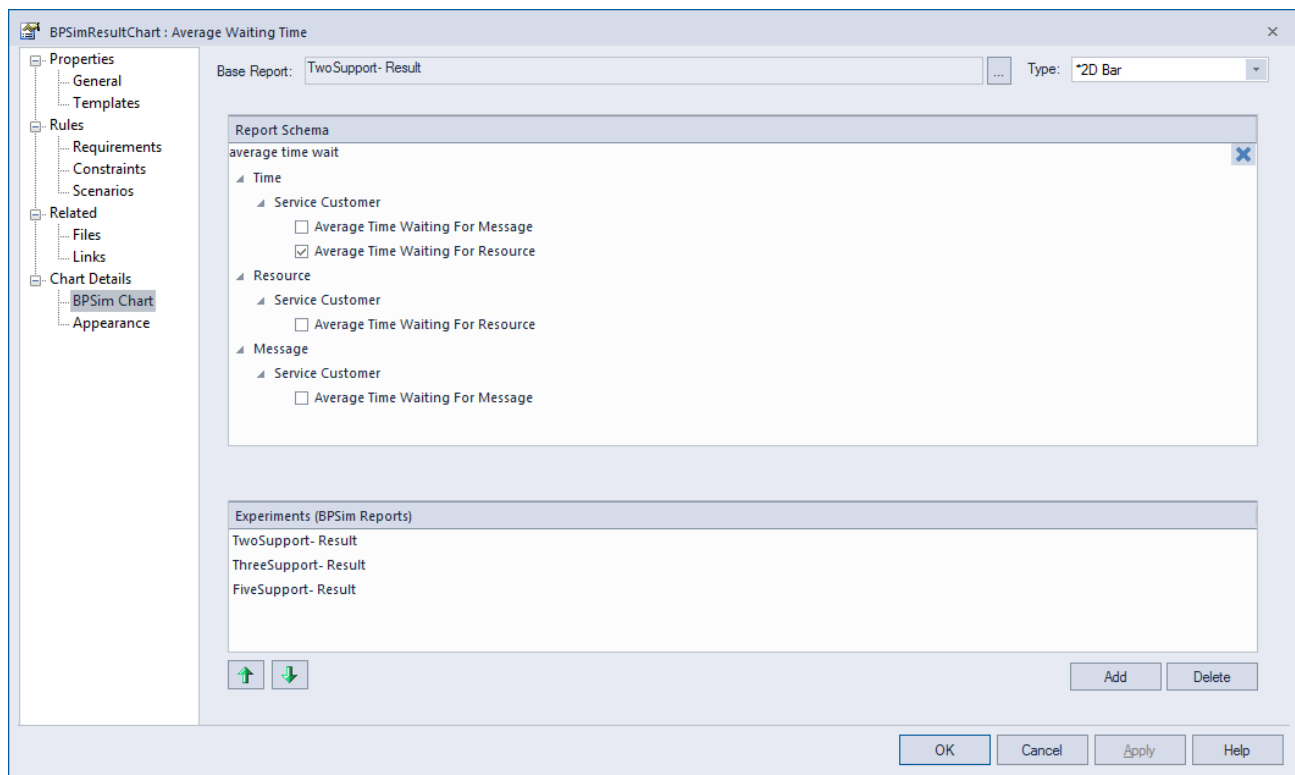 BPSimResultChart : Average Waiting Time
Properties
General
Templates
Rules
Requirements
Constraints
Scenarios
Related
Files
Links
Chart Details
BPSim Chart
Appearance
Base Report: TwoSupport- Result ... Type: *2D Bar
Report Schema
average time wait
Time
Service Customer
Average Time Waiting For Message
Average Time Waiting For Resource
Resource
Service Customer
Average Time Waiting For Resource
Message
Service Customer
Average Time Waiting For Message
Experiments (BPSim Reports)
TwoSupport- Result
ThreeSupport- Result
FiveSupport- Result
Add Delete
OK Cancel Apply Help